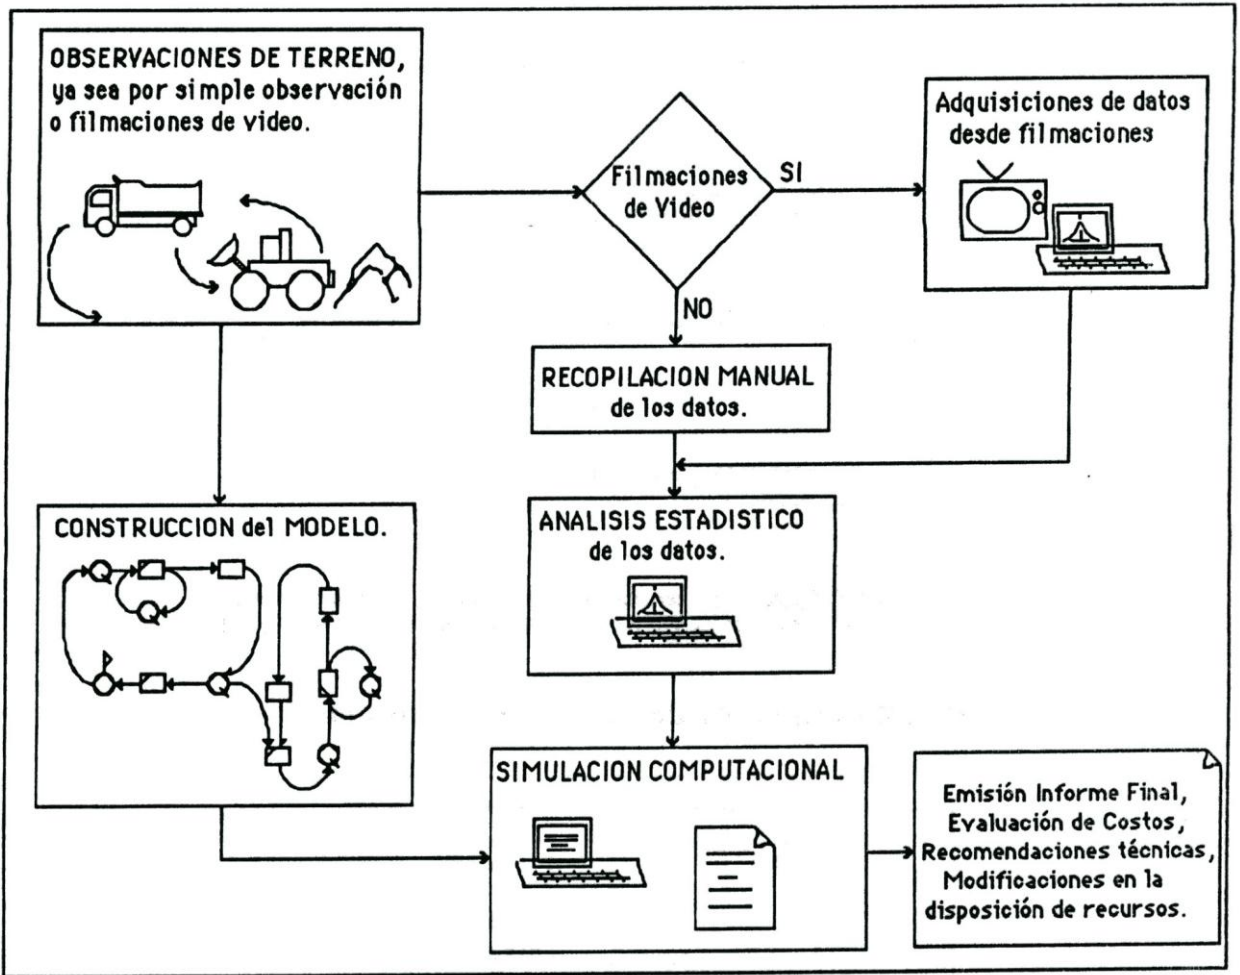 OBSERVACIONES DE TERRENO,
ya sea por simple observación
o filmaciones de video.
Filmaciones
de Video
SI
NO
Adquisiciones de datos
desde filmaciones
RECOPILACION MANUAL
de los datos.
CONSTRUCCION del MODELO.
ANALISIS ESTADISTICO
de los datos.
SIMULACION COMPUTACIONAL
Emisión Informe Final,
Evaluación de Costos,
Recomendaciones técnicas,
Modificaciones en la
disposición de recursos.